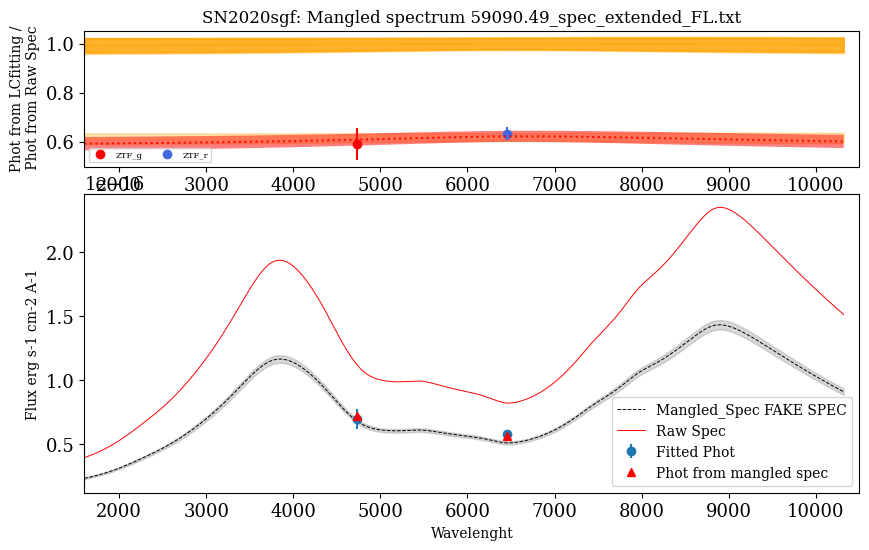 SN2020sgf: Mangled spectrum 59090.49_spec_extended_FL.txt
Phot from LCfitting /
Phot from Raw Spec
1.0
0.8
0.6
ZTF_g ZTF_r
2000 3000 4000 5000 6000 7000 8000 9000 10000
1e−16
Flux erg s-1 cm-2 A-1
2.0
1.5
1.0
0.5
Mangled_Spec FAKE SPEC
Raw Spec
Fitted Phot
Phot from mangled spec
2000 3000 4000 5000 6000 7000 8000 9000 10000
Wavelenght